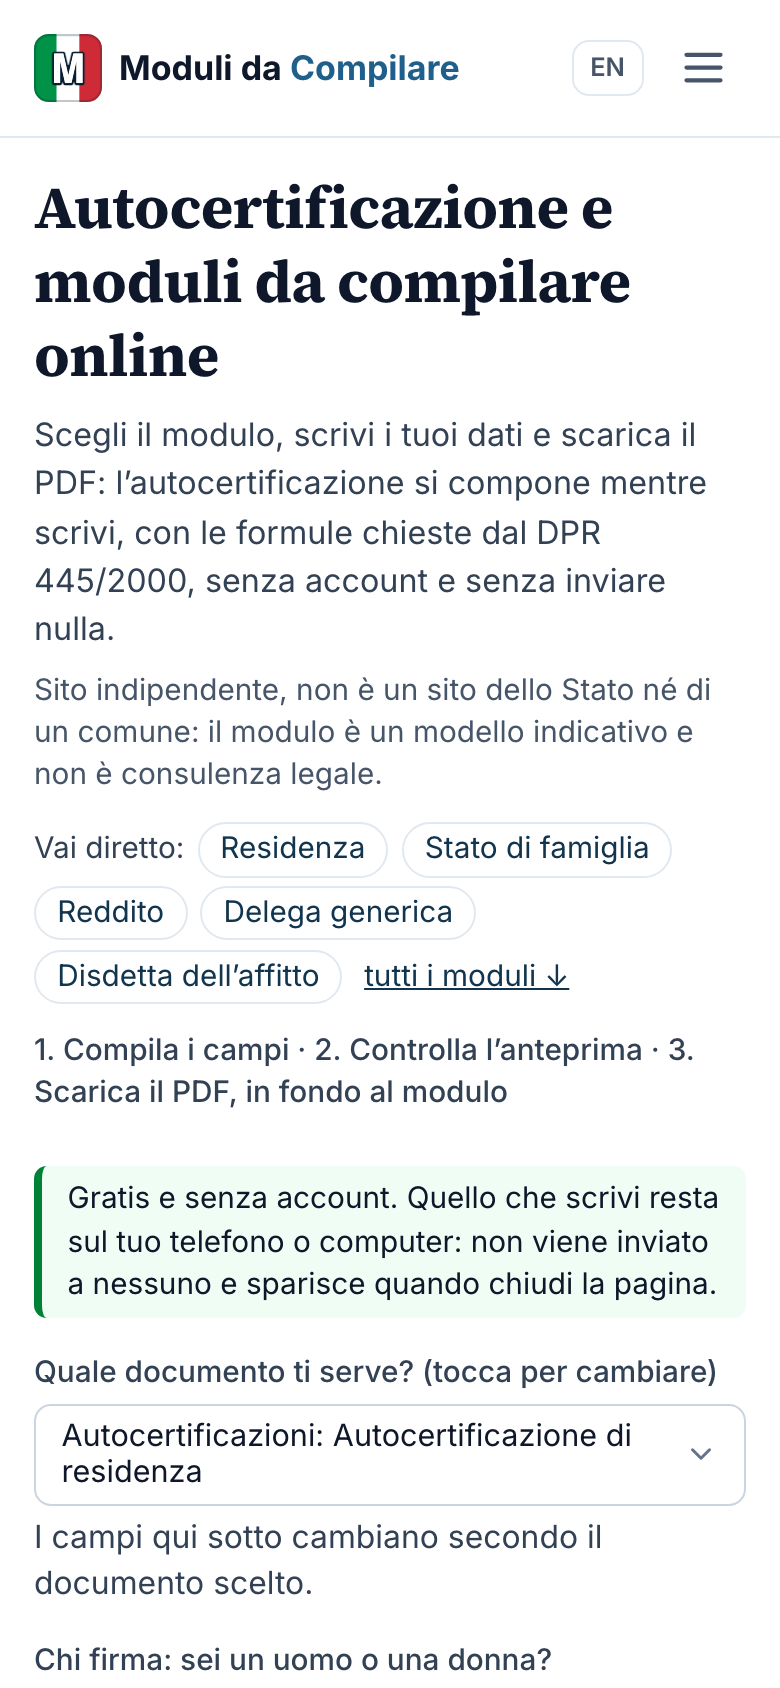 M Moduli da Compilare EN
Autocertificazione e
moduli da compilare
online
Scegli il modulo, scrivi i tuoi dati e scarica il
PDF: l’autocertificazione si compone mentre
scrivi, con le formule chieste dal DPR
445/2000, senza account e senza inviare
nulla.
Sito indipendente, non è un sito dello Stato né di
un comune: il modulo è un modello indicativo e
non è consulenza legale.
Vai diretto: Residenza Stato di famiglia
Reddito Delega generica
Disdetta dell’affitto tutti i moduli ↓
1. Compila i campi · 2. Controlla l’anteprima · 3.
Scarica il PDF, in fondo al modulo
Gratis e senza account. Quello che scrivi resta
sul tuo telefono o computer: non viene inviato
a nessuno e sparisce quando chiudi la pagina.
Quale documento ti serve? (tocca per cambiare)
Autocertificazioni: Autocertificazione di
residenza
I campi qui sotto cambiano secondo il
documento scelto.
Chi firma: sei un uomo o una donna?